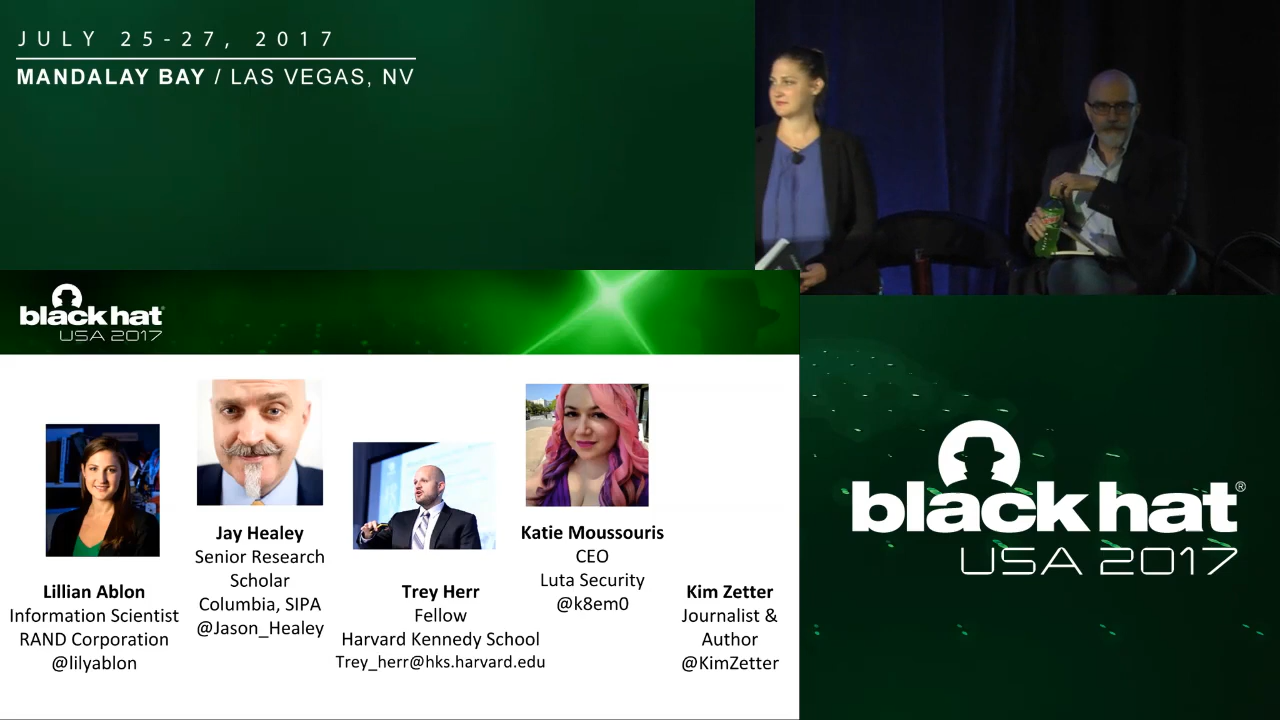 JULY 25-27, 2017
MANDALAY BAY / LAS VEGAS, NV
black hat
USA 2017
Lillian Ablon
Information Scientist
RAND Corporation
@lilyablon
Jay Healey
Senior Research
Scholar
Columbia, SIPA
@Jason_Healey
Trey Herr
Fellow
Harvard Kennedy School
Trey_herr@hks.harvard.edu
Katie Moussouris
CEO
Luta Security
@k8em0
Kim Zetter
Journalist &
Author
@KimZetter
black hat®
USA 2017